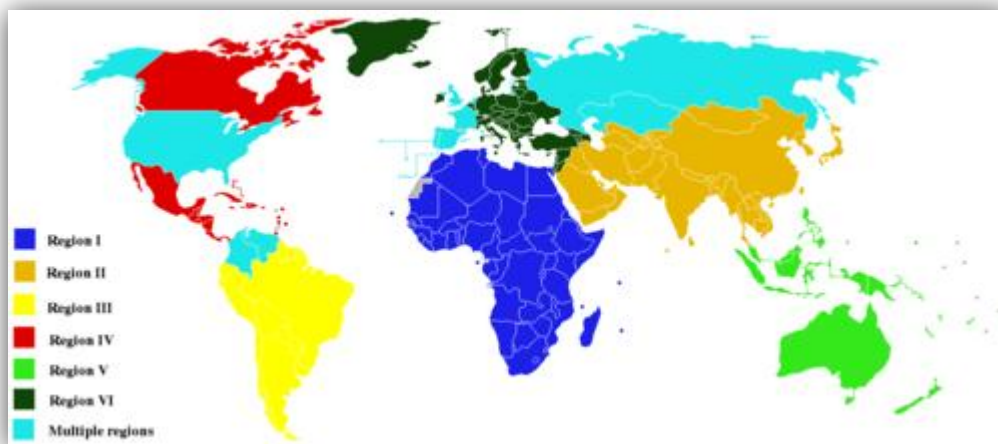 Region I
Region II
Region III
Region IV
Region V
Region VI
Multiple regions